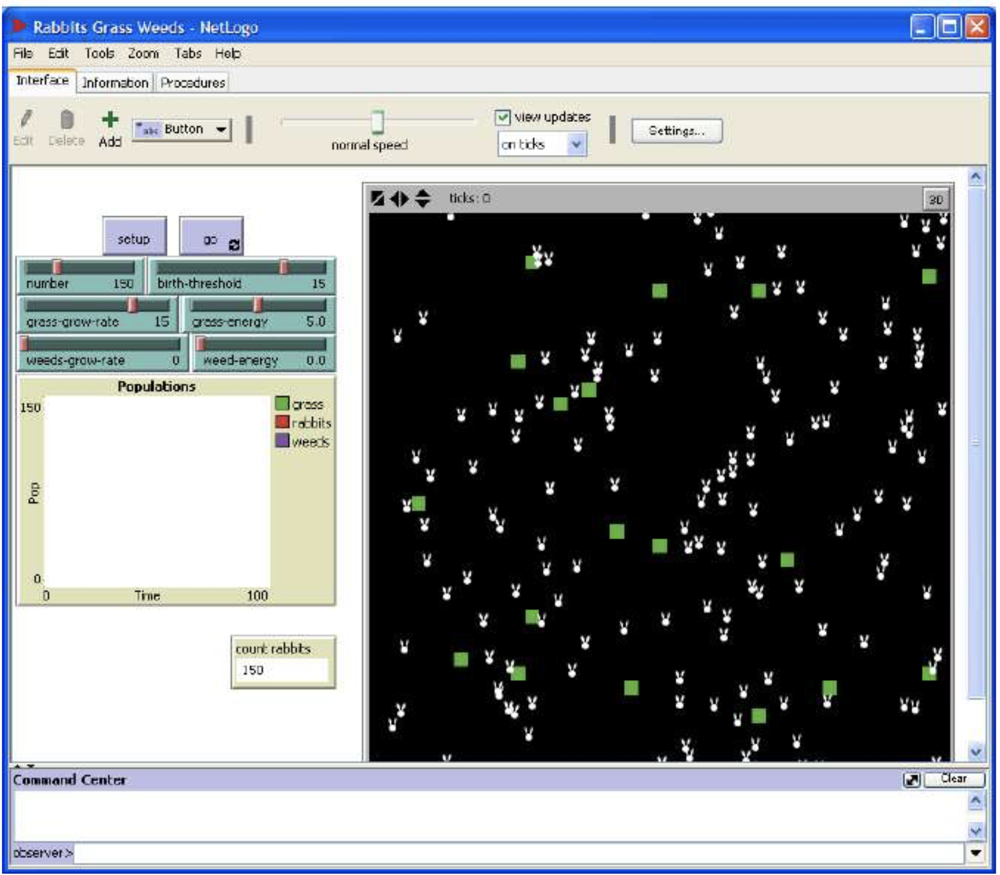 Rabbits Grass Weeds - NetLogo
File Edit Tools Zoom Tabs Help
Interface Information Procedures
Edit Delete Add abc Button normal speed view updates on ticks Settings...
ticks: 0 3D
setup go
number 150 birth-threshold 15
grass-grow-rate 15 grass-energy 5.0
weeds-grow-rate 0 weed-energy 0.0
Populations
150
Pop
0
0 Time 100
grass
rabbits
weeds
count rabbits
150
Command Center Clear
observer>